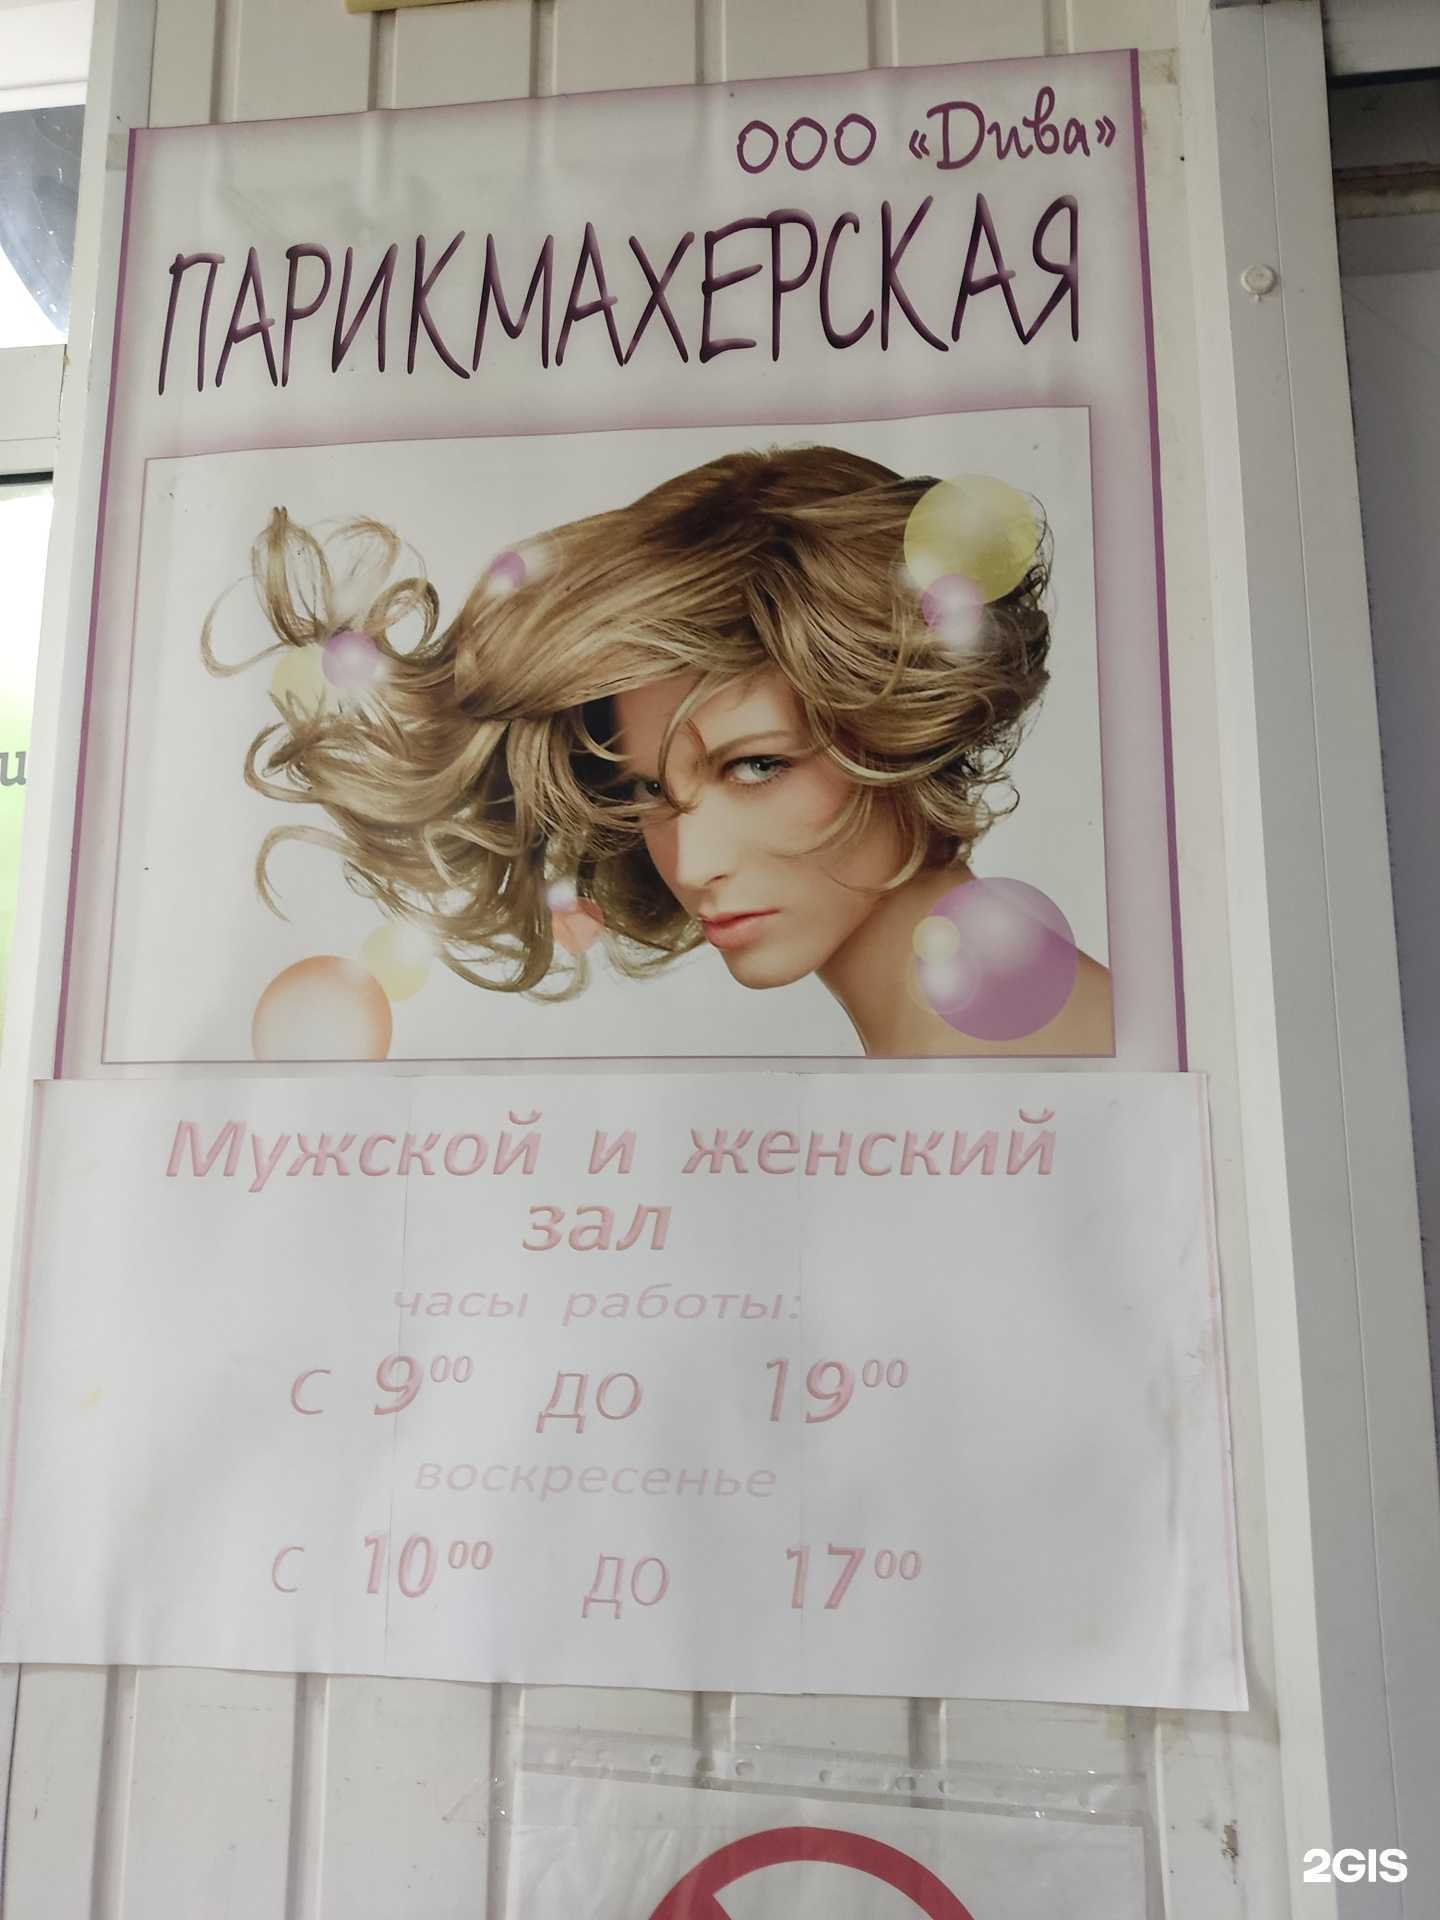 ООО «Дива»
ПАРИКМАХЕРСКАЯ
Мужской и женский
зал
часы работы:
с 9⁰⁰ до 19⁰⁰
воскресенье
с 10⁰⁰ до 17⁰⁰
2GIS